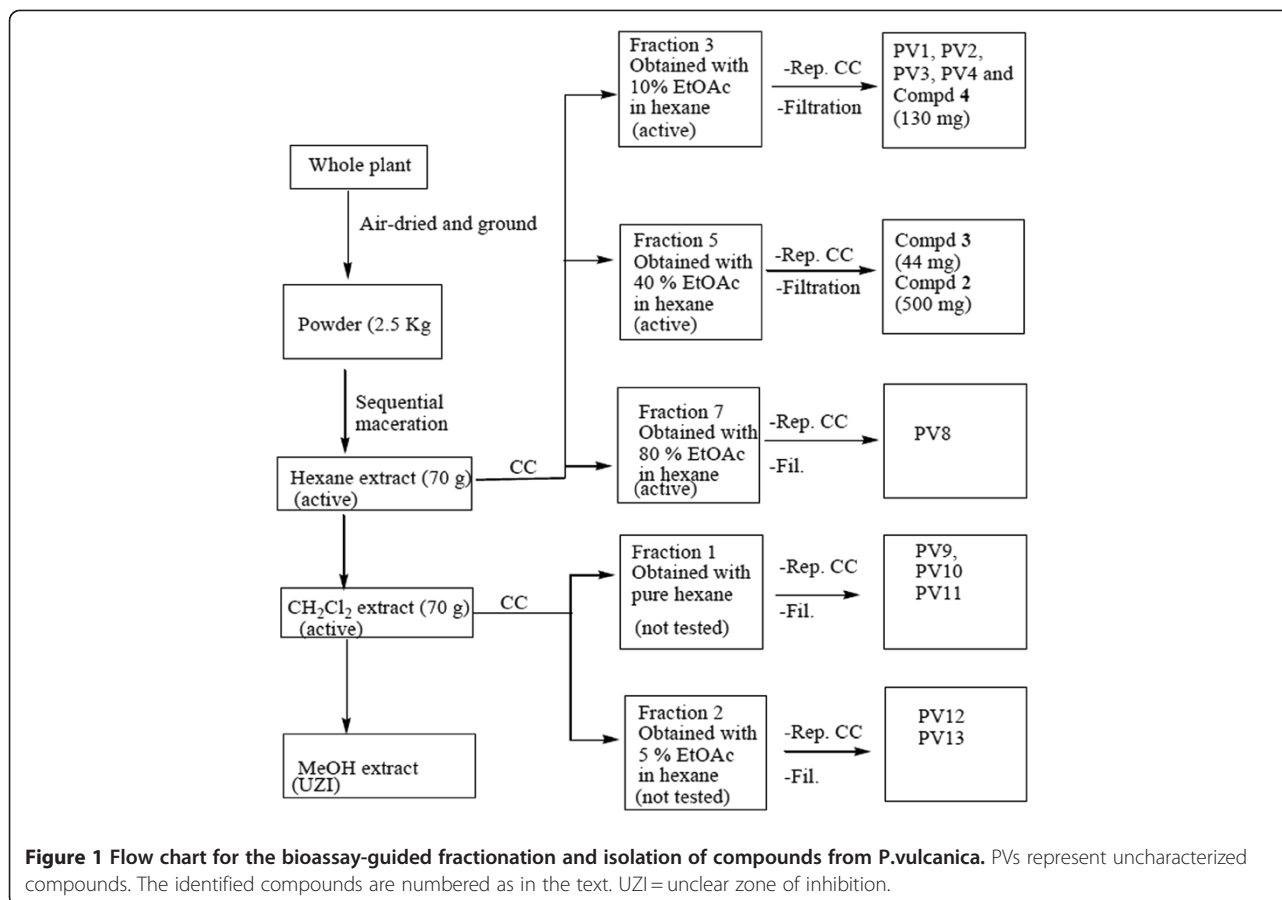 Whole plant
Air-dried and ground
Powder (2.5 Kg
Sequential
maceration
Hexane extract (70 g)
(active)
CC
CH₂Cl₂ extract (70 g)
(active)
CC
MeOH extract
(UZI)
Fraction 3
Obtained with
10% EtOAc
in hexane
(active)
-Rep. CC
-Filtration
PV1, PV2,
PV3, PV4 and
Compd 4
(130 mg)
Fraction 5
Obtained with
40 % EtOAc
in hexane
(active)
-Rep. CC
-Filtration
Compd 3
(44 mg)
Compd 2
(500 mg)
Fraction 7
Obtained with
80 % EtOAc
in hexane
(active)
-Rep. CC
-Fil.
PV8
Fraction 1
Obtained with
pure hexane
(not tested)
-Rep. CC
-Fil.
PV9,
PV10
PV11
Fraction 2
Obtained with
5 % EtOAc
in hexane
(not tested)
-Rep. CC
-Fil.
PV12
PV13
Figure 1 Flow chart for the bioassay-guided fractionation and isolation of compounds from P.vulcanica. PVs represent uncharacterized
compounds. The identified compounds are numbered as in the text. UZI = unclear zone of inhibition.